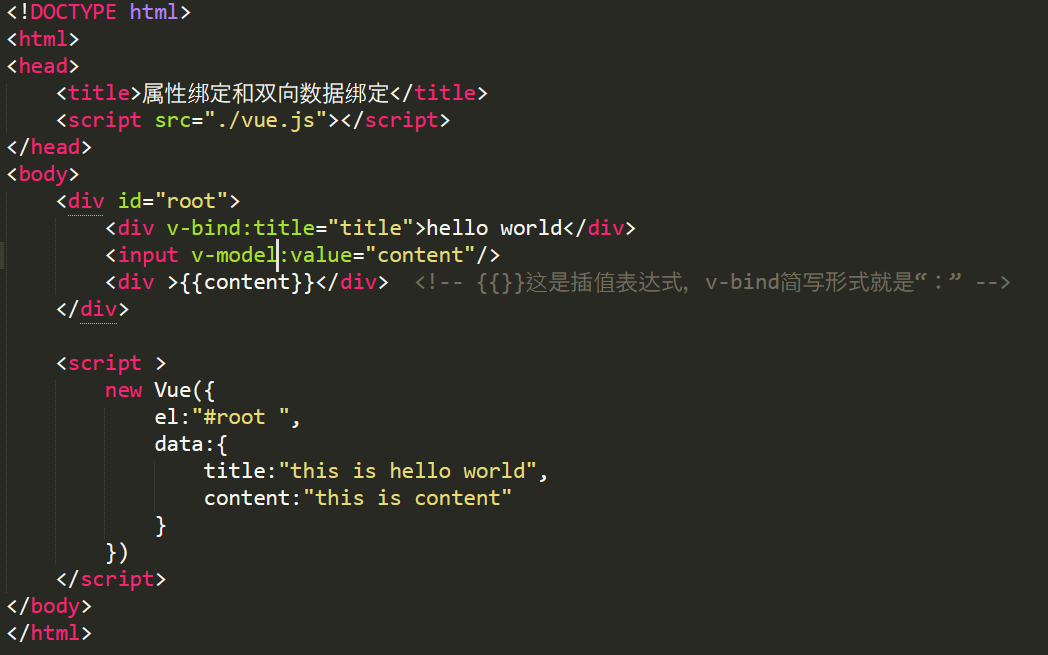 <!DOCTYPE html>
<html>
<head>
    <title>属性绑定和双向数据绑定</title>
    <script src="./vue.js"></script>
</head>
<body>
    <div id="root">
        <div v-bind:title="title">hello world</div>
        <input v-model:value="content"/>
        <div >{{content}}</div>  <!-- {{}}这是插值表达式，v-bind简写形式就是“：” -->
    </div>

    <script >
        new Vue({
            el:"#root ",
            data:{
                title:"this is hello world",
                content:"this is content"
            }
        })
    </script>
</body>
</html>